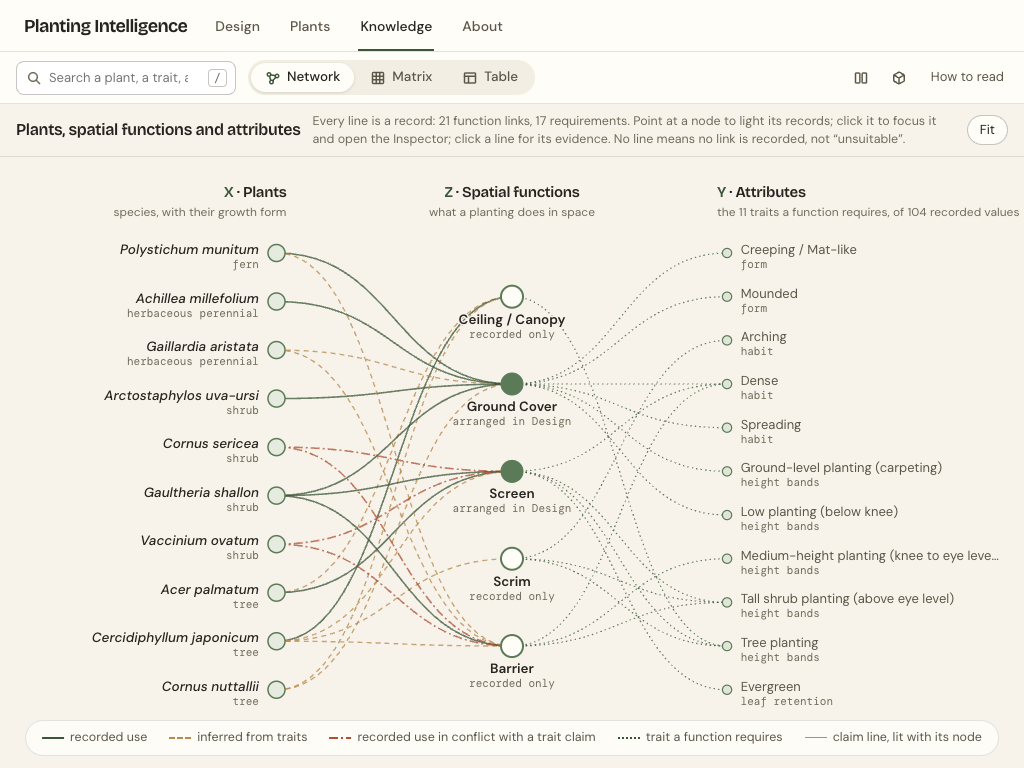 Planting Intelligence
Design
Plants
Knowledge
About
Search a plant, a trait, a
/
Network
Matrix
Table
How to read
Plants, spatial functions and attributes
Every line is a record: 21 function links, 17 requirements. Point at a node to light its records; click it to focus it
and open the Inspector; click a line for its evidence. No line means no link is recorded, not “unsuitable”.
Fit
X · Plants
species, with their growth form
Z · Spatial functions
what a planting does in space
Y · Attributes
the 11 traits a function requires, of 104 recorded values
Polystichum munitum
fern
Achillea millefolium
herbaceous perennial
Gaillardia aristata
herbaceous perennial
Arctostaphylos uva-ursi
shrub
Cornus sericea
shrub
Gaultheria shallon
shrub
Vaccinium ovatum
shrub
Acer palmatum
tree
Cercidiphyllum japonicum
tree
Cornus nuttallii
tree
Ceiling / Canopy
recorded only
Ground Cover
arranged in Design
Screen
arranged in Design
Scrim
recorded only
Barrier
recorded only
Creeping / Mat-like
form
Mounded
form
Arching
habit
Dense
habit
Spreading
habit
Ground-level planting (carpeting)
height bands
Low planting (below knee)
height bands
Medium-height planting (knee to eye leve…
height bands
Tall shrub planting (above eye level)
height bands
Tree planting
height bands
Evergreen
leaf retention
recorded use
inferred from traits
recorded use in conflict with a trait claim
trait a function requires
claim line, lit with its node